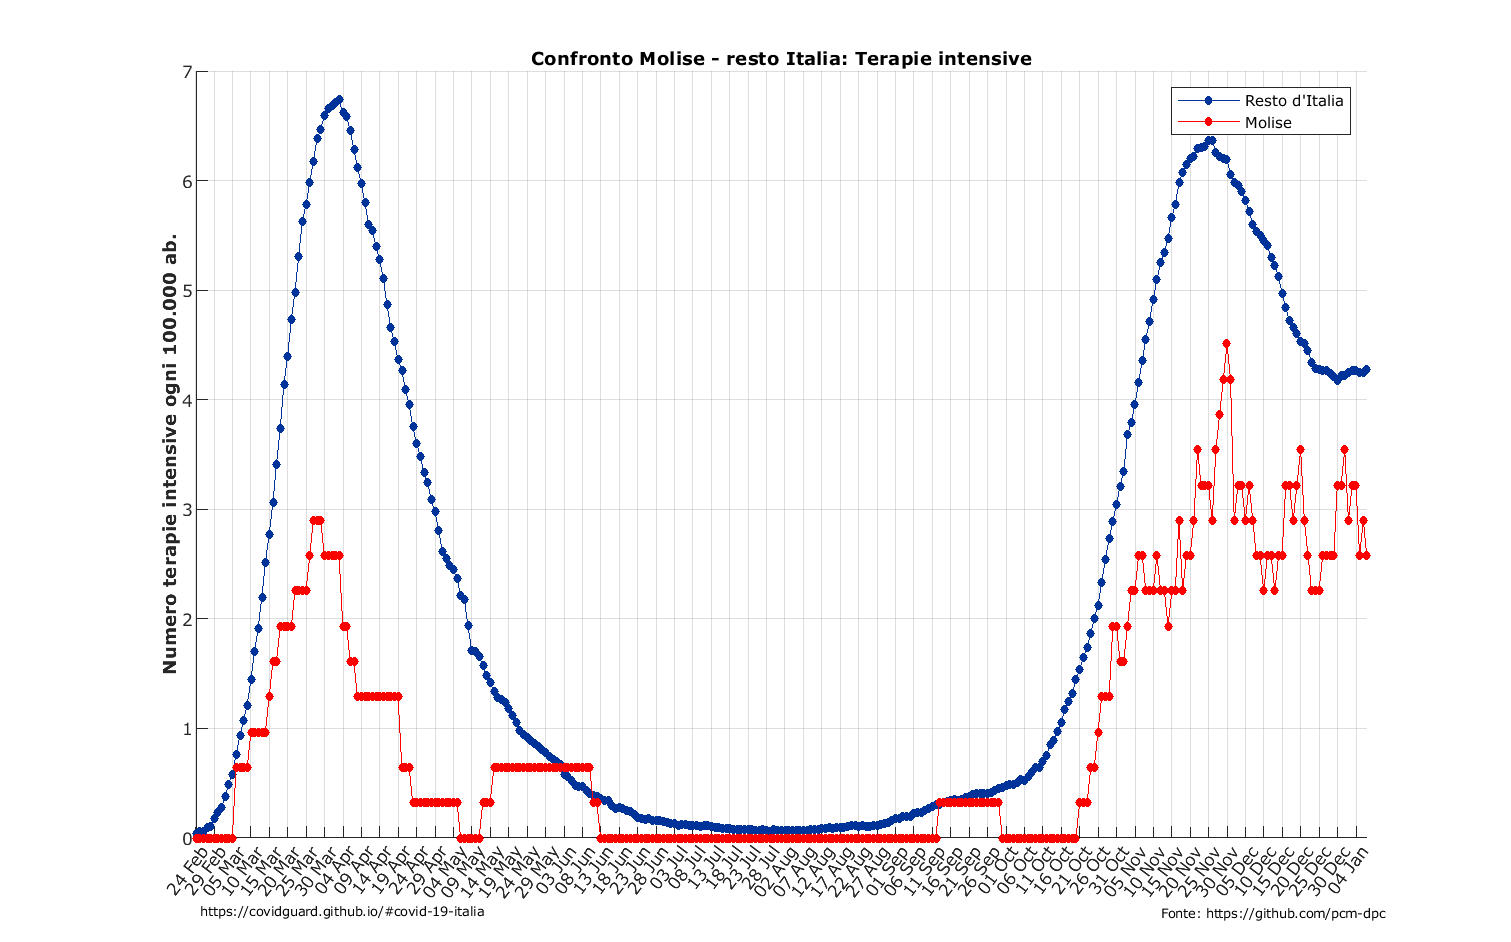 Confronto Molise - resto Italia: Terapie intensive
Resto d'Italia
Molise
Numero terapie intensive ogni 100.000 ab.
7
6
5
4
3
2
1
0
24 Feb
29 Feb
05 Mar
10 Mar
15 Mar
20 Mar
25 Mar
30 Mar
04 Apr
09 Apr
14 Apr
19 Apr
24 Apr
29 Apr
04 May
09 May
14 May
19 May
24 May
29 May
03 Jun
08 Jun
13 Jun
18 Jun
23 Jun
28 Jun
03 Jul
08 Jul
13 Jul
18 Jul
23 Jul
28 Jul
02 Aug
07 Aug
12 Aug
17 Aug
22 Aug
27 Aug
01 Sep
06 Sep
11 Sep
16 Sep
21 Sep
26 Sep
01 Oct
06 Oct
11 Oct
16 Oct
21 Oct
26 Oct
31 Oct
05 Nov
10 Nov
15 Nov
20 Nov
25 Nov
30 Nov
05 Dec
10 Dec
15 Dec
20 Dec
25 Dec
30 Dec
04 Jan
https://covidguard.github.io/#covid-19-italia
Fonte: https://github.com/pcm-dpc